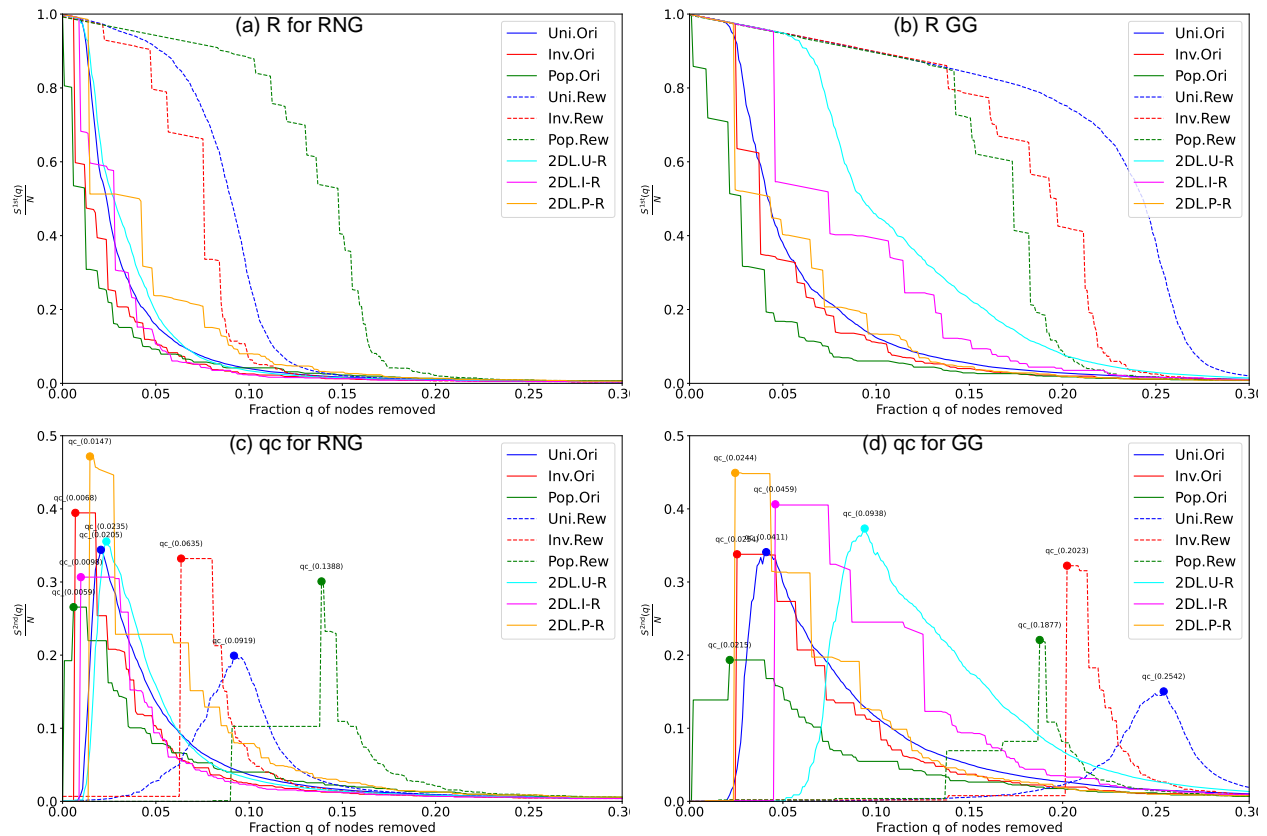 (a) R for RNG
1.0
0.8
0.6
0.4
0.2
0.0
S^{1st}(q)
N
0.00
0.05
0.10
0.15
0.20
0.25
0.30
Fraction q of nodes removed
Uni.Ori
Inv.Ori
Pop.Ori
Uni.Rew
Inv.Rew
Pop.Rew
2DL.U-R
2DL.I-R
2DL.P-R
(b) R GG
1.0
0.8
0.6
0.4
0.2
0.0
S^{1st}(q)
N
0.00
0.05
0.10
0.15
0.20
0.25
0.30
Fraction q of nodes removed
Uni.Ori
Inv.Ori
Pop.Ori
Uni.Rew
Inv.Rew
Pop.Rew
2DL.U-R
2DL.I-R
2DL.P-R
(c) qc for RNG
0.5
0.4
0.3
0.2
0.1
0.0
S^{2nd}(q)
N
qc_(0.0147)
qc_(0.0068)
qc_(0.0235)
qc_(0.0205)
qc_(0.0098)
qc_(0.0059)
qc_(0.0635)
qc_(0.0919)
qc_(0.1388)
0.00
0.05
0.10
0.15
0.20
0.25
0.30
Fraction q of nodes removed
Uni.Ori
Inv.Ori
Pop.Ori
Uni.Rew
Inv.Rew
Pop.Rew
2DL.U-R
2DL.I-R
2DL.P-R
(d) qc for GG
0.5
0.4
0.3
0.2
0.1
0.0
S^{2nd}(q)
N
qc_(0.0244)
qc_(0.0459)
qc_(0.0938)
qc_(0.0411)
qc_(0.0215)
qc_(0.2023)
qc_(0.1877)
qc_(0.2542)
0.00
0.05
0.10
0.15
0.20
0.25
0.30
Fraction q of nodes removed
Uni.Ori
Inv.Ori
Pop.Ori
Uni.Rew
Inv.Rew
Pop.Rew
2DL.U-R
2DL.I-R
2DL.P-R